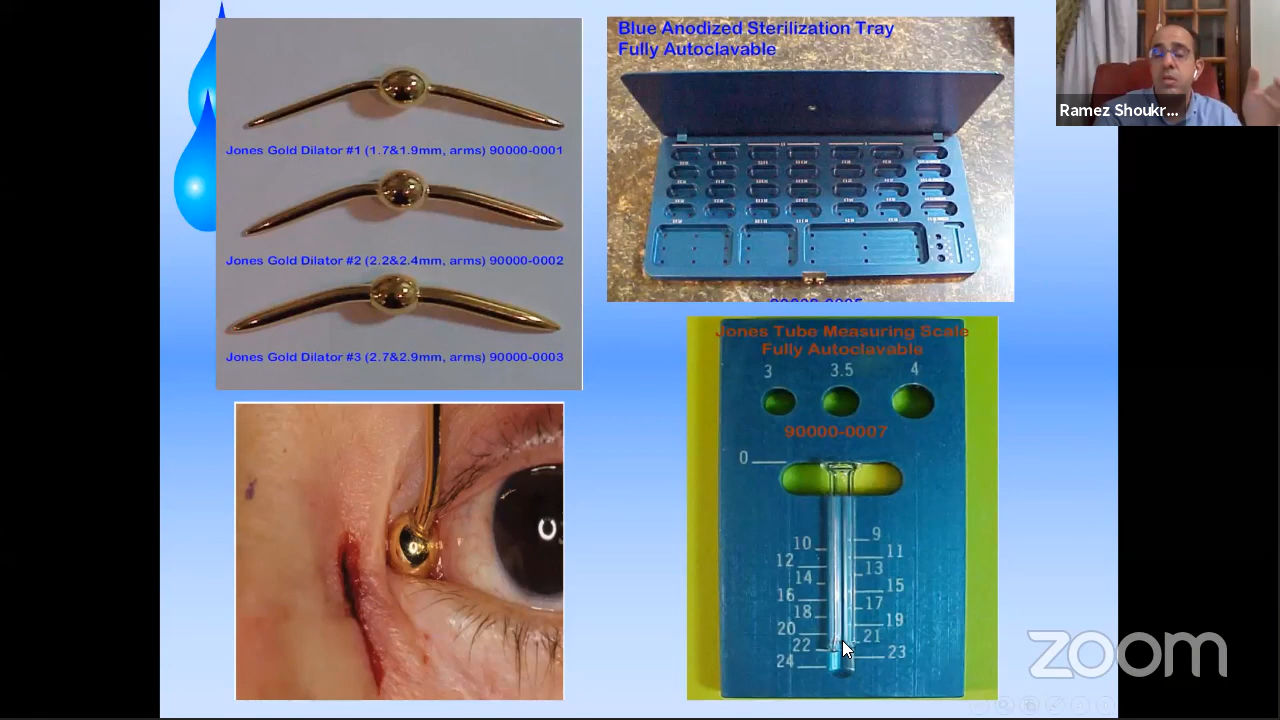 Jones Gold Dilator #1 (1.7&1.9mm, arms) 90000-0001
Jones Gold Dilator #2 (2.2&2.4mm, arms) 90000-0002
Jones Gold Dilator #3 (2.7&2.9mm, arms) 90000-0003
Blue Anodized Sterilization Tray
Fully Autoclavable
Ramez Shoukr...
Jones Tube Measuring Scale
Fully Autoclavable
3 3.5 4
90000-0007
0
9
10
11
12
13
14
15
16
17
18
19
20
21
22
23
24
zoom